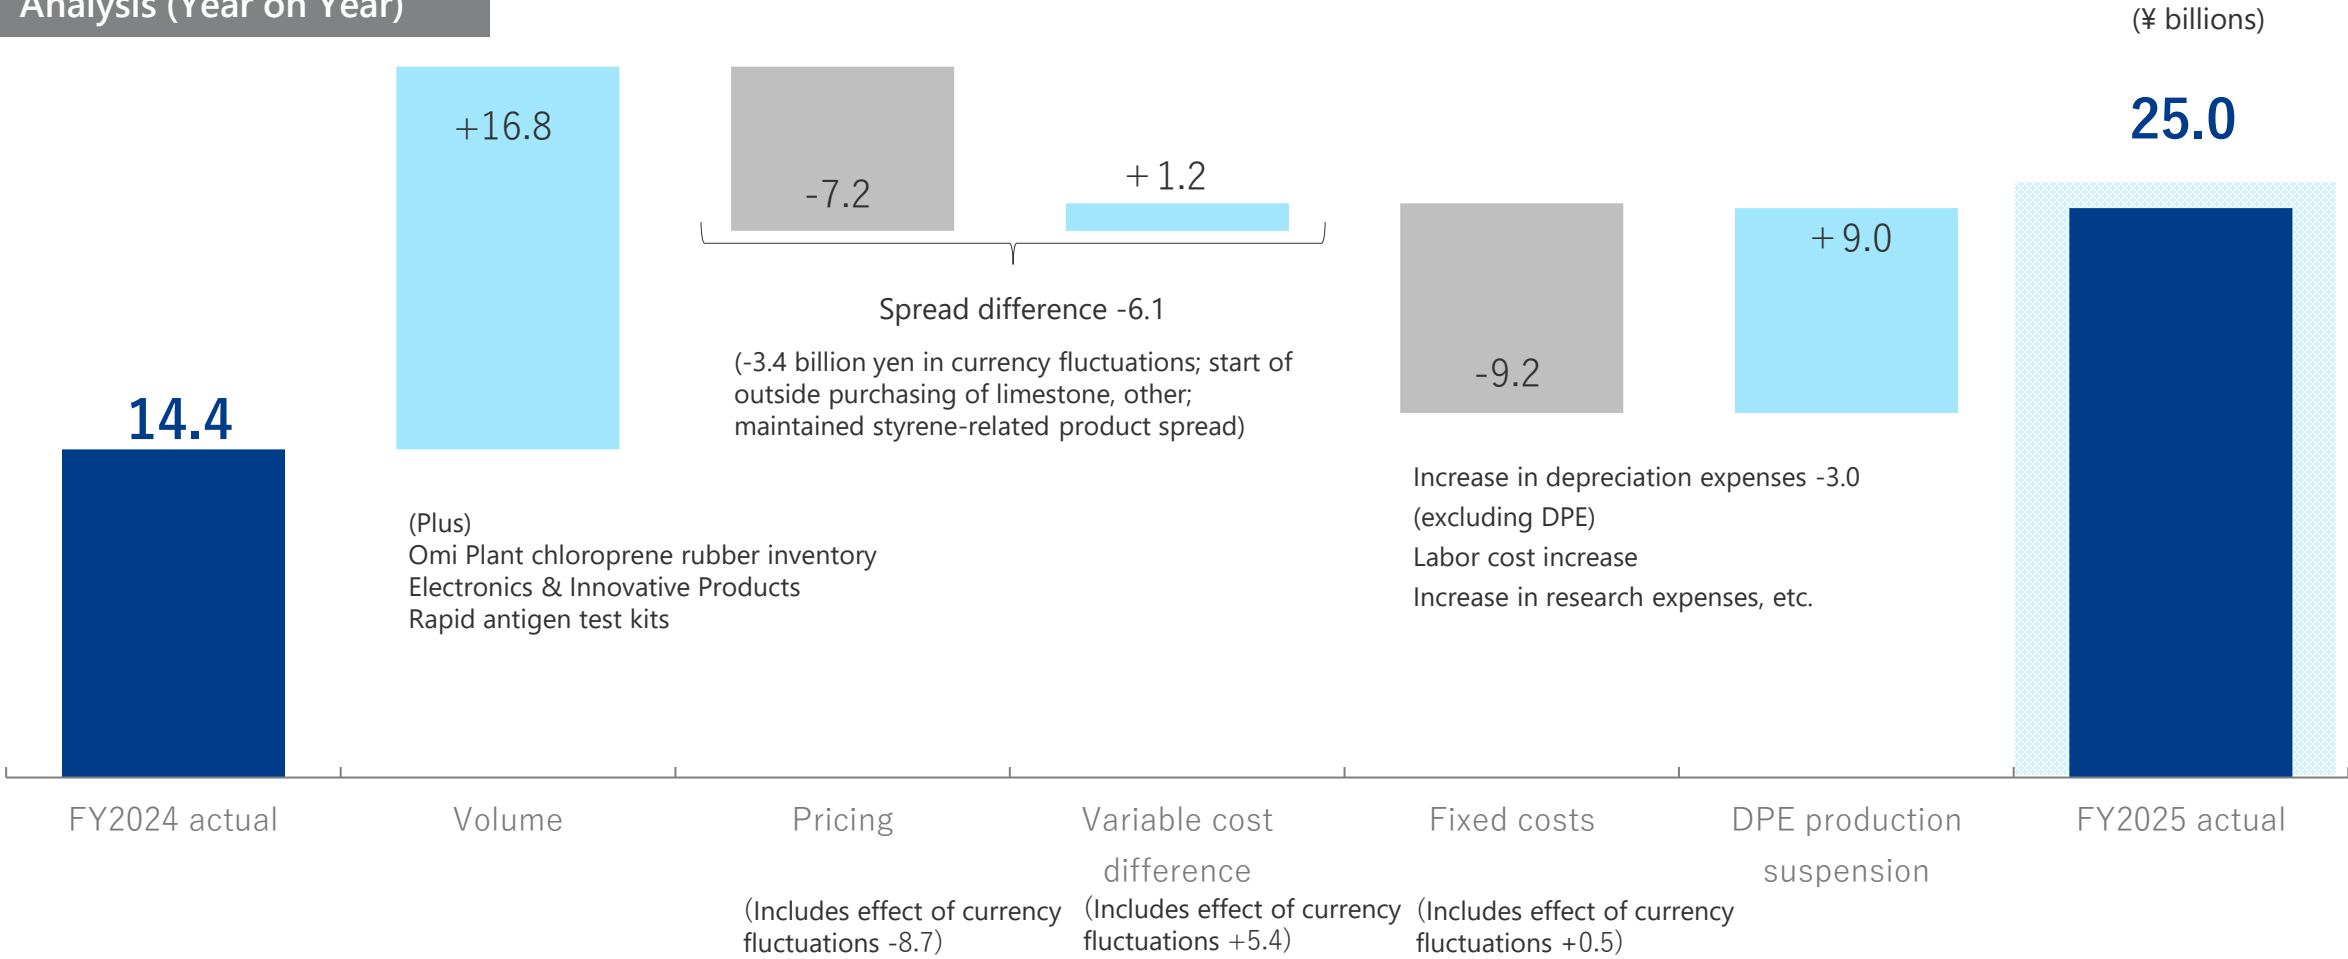 Analysis (Year on Year)
(¥ billions)
+16.8
-7.2
+1.2
+9.0
25.0
Spread difference -6.1
(-3.4 billion yen in currency fluctuations; start of
outside purchasing of limestone, other;
maintained styrene-related product spread)
-9.2
14.4
Increase in depreciation expenses -3.0
(excluding DPE)
Labor cost increase
Increase in research expenses, etc.
(Plus)
Omi Plant chloroprene rubber inventory
Electronics & Innovative Products
Rapid antigen test kits
FY2024 actual
Volume
Pricing
Variable cost
difference
Fixed costs
DPE production
suspension
FY2025 actual
(Includes effect of currency
fluctuations -8.7)
(Includes effect of currency
fluctuations +5.4)
(Includes effect of currency
fluctuations +0.5)